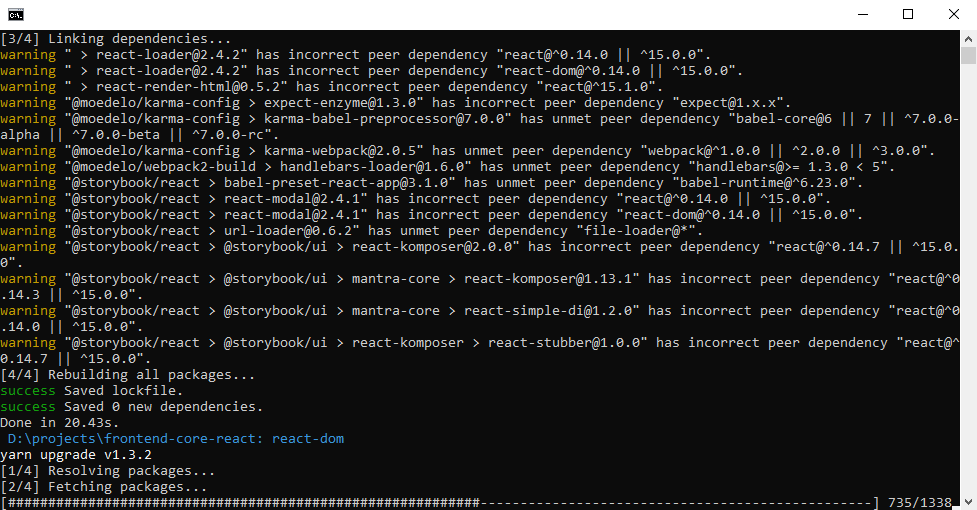 C:\.
[3/4] Linking dependencies...
warning " > react-loader@2.4.2" has incorrect peer dependency "react@^0.14.0 || ^15.0.0".
warning " > react-loader@2.4.2" has incorrect peer dependency "react-dom@^0.14.0 || ^15.0.0".
warning " > react-render-html@0.5.2" has incorrect peer dependency "react@^15.1.0".
warning "@moedelo/karma-config > expect-enzyme@1.3.0" has incorrect peer dependency "expect@1.x.x".
warning "@moedelo/karma-config > karma-babel-preprocessor@7.0.0" has unmet peer dependency "babel-core@6 || 7 || ^7.0.0-
alpha || ^7.0.0-beta || ^7.0.0-rc".
warning "@moedelo/karma-config > karma-webpack@2.0.5" has unmet peer dependency "webpack@^1.0.0 || ^2.0.0 || ^3.0.0".
warning "@moedelo/webpack2-build > handlebars-loader@1.6.0" has unmet peer dependency "handlebars@>= 1.3.0 < 5".
warning "@storybook/react > babel-preset-react-app@3.1.0" has unmet peer dependency "babel-runtime@^6.23.0".
warning "@storybook/react > react-modal@2.4.1" has incorrect peer dependency "react@^0.14.0 || ^15.0.0".
warning "@storybook/react > react-modal@2.4.1" has incorrect peer dependency "react-dom@^0.14.0 || ^15.0.0".
warning "@storybook/react > url-loader@0.6.2" has unmet peer dependency "file-loader@*".
warning "@storybook/react > @storybook/ui > react-komposer@2.0.0" has incorrect peer dependency "react@^0.14.7 || ^15.0.
0".
warning "@storybook/react > @storybook/ui > mantra-core > react-komposer@1.13.1" has incorrect peer dependency "react@^0
.14.3 || ^15.0.0".
warning "@storybook/react > @storybook/ui > mantra-core > react-simple-di@1.2.0" has incorrect peer dependency "react@^0
.14.0 || ^15.0.0".
warning "@storybook/react > @storybook/ui > react-komposer > react-stubber@1.0.0" has incorrect peer dependency "react@^
0.14.7 || ^15.0.0".
[4/4] Rebuilding all packages...
success Saved lockfile.
success Saved 0 new dependencies.
Done in 20.43s.
D:\projects\frontend-core-react: react-dom
yarn upgrade v1.3.2
[1/4] Resolving packages...
[2/4] Fetching packages...
[###########################################################-------------------------------------------------] 735/1338